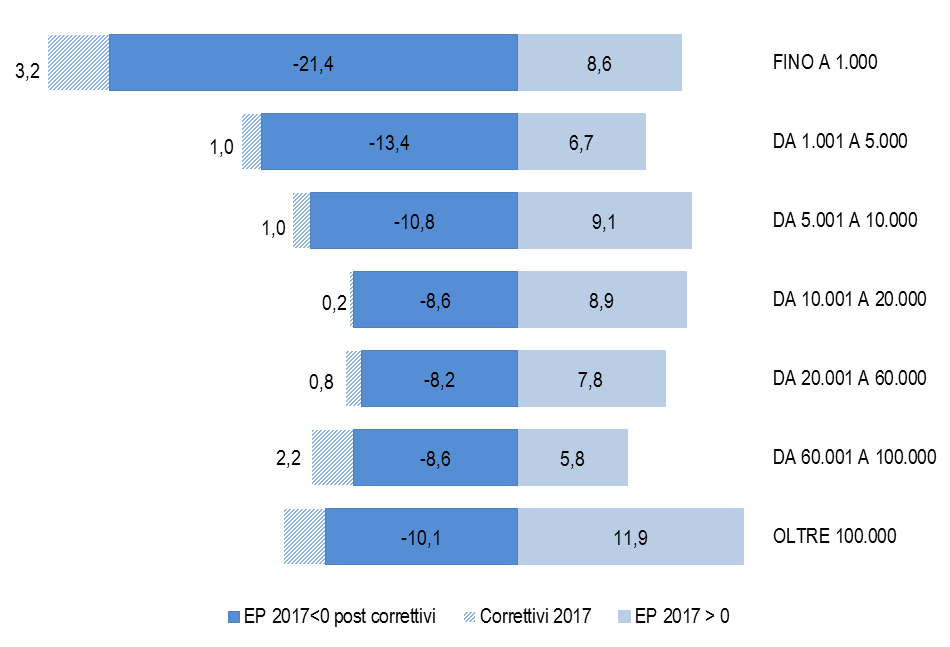 3,2 -21,4 8,6 FINO A 1.000
1,0 -13,4 6,7 DA 1.001 A 5.000
1,0 -10,8 9,1 DA 5.001 A 10.000
0,2 -8,6 8,9 DA 10.001 A 20.000
0,8 -8,2 7,8 DA 20.001 A 60.000
2,2 -8,6 5,8 DA 60.001 A 100.000
-10,1 11,9 OLTRE 100.000
EP 2017<0 post correttivi Correttivi 2017 EP 2017 > 0